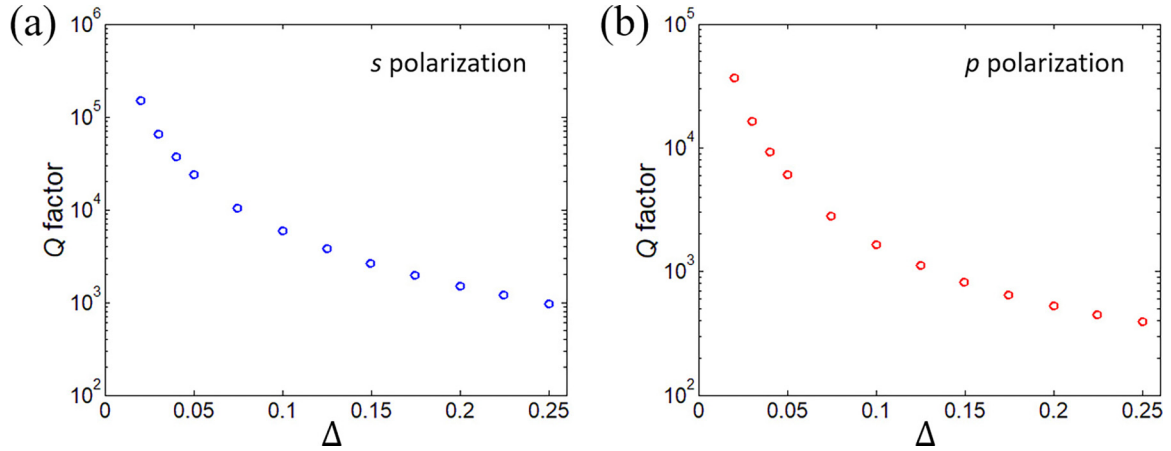 (a)
s polarization
Q factor
10^6
10^5
10^4
10^3
10^2
0 0.05 0.1 0.15 0.2 0.25
Δ
(b)
p polarization
Q factor
10^5
10^4
10^3
10^2
0 0.05 0.1 0.15 0.2 0.25
Δ